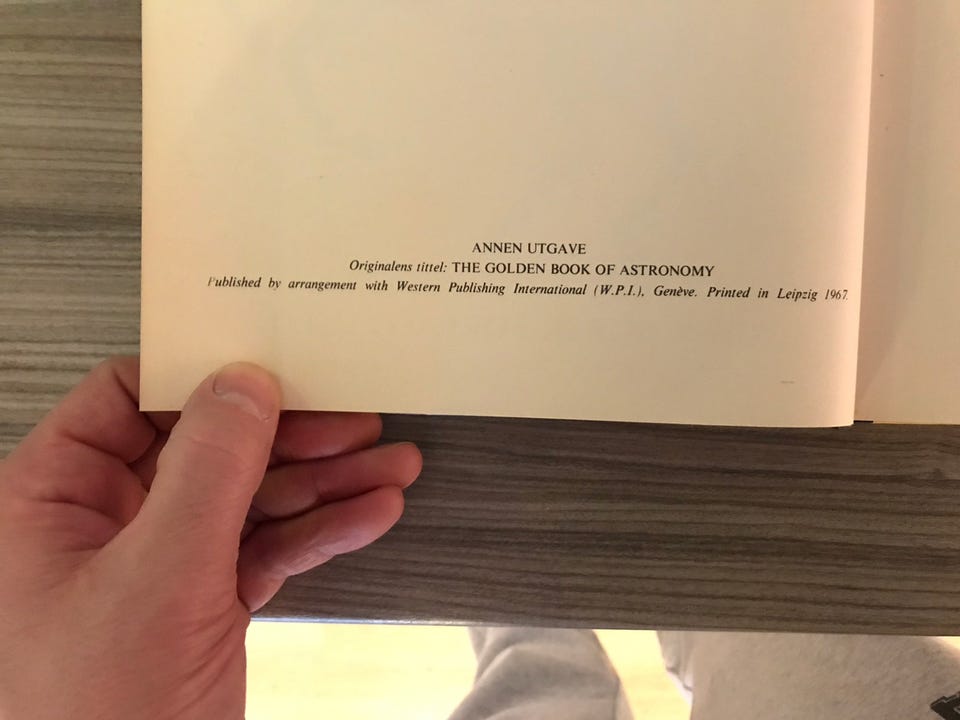 ANNEN UTGAVE
Originalens tittel: THE GOLDEN BOOK OF ASTRONOMY
Published by arrangement with Western Publishing International (W.P.I.), Genève. Printed in Leipzig 1967.